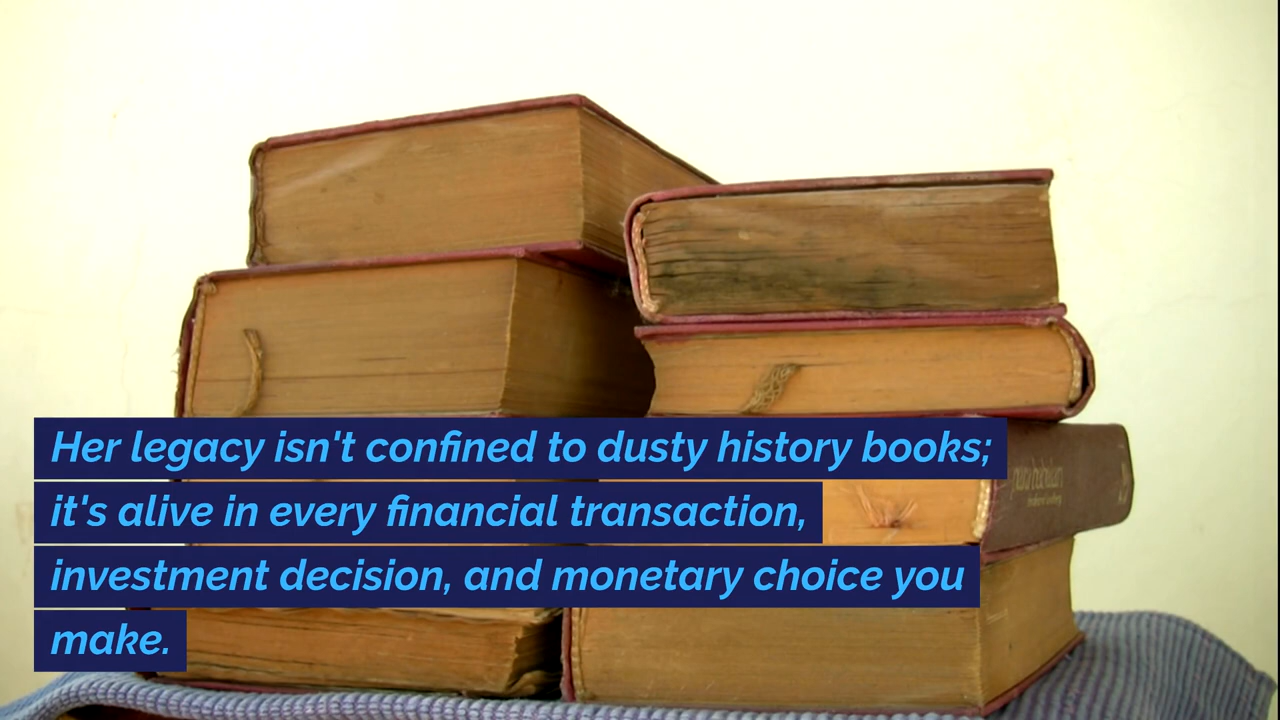 Her legacy isn't confined to dusty history books;
it's alive in every financial transaction,
investment decision, and monetary choice you
make.